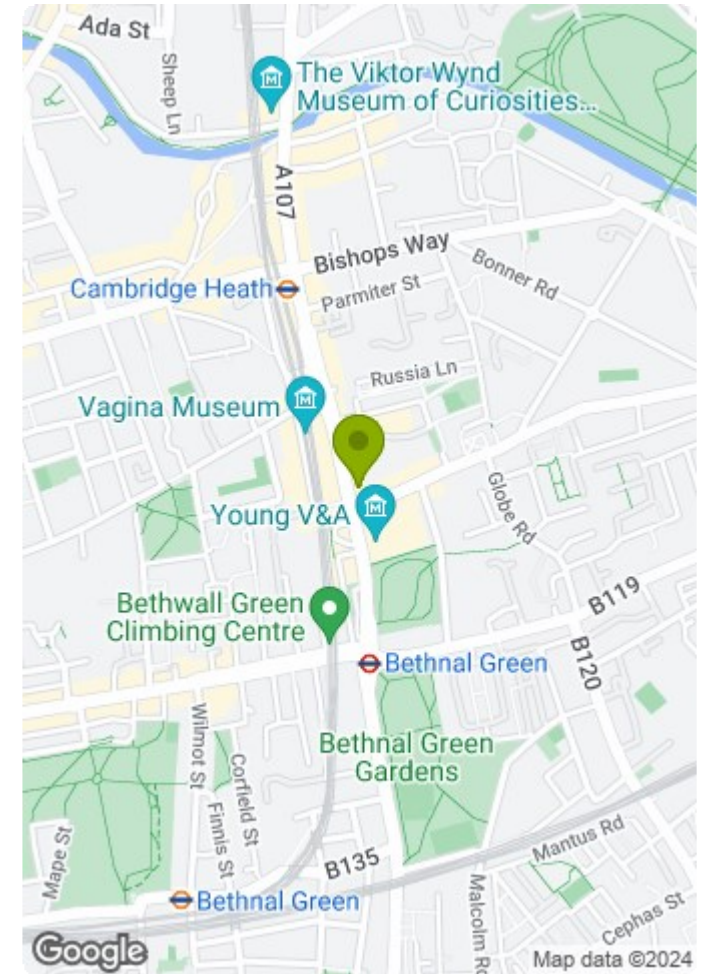 Ada St
Sheep Ln
The Viktor Wynd
Museum of Curiosities...
A107
Bishops Way
Bonner Rd
Cambridge Heath
Parmiter St
Russia Ln
Vagina Museum
Globe Rd
Young V&A
Bethwall Green
Climbing Centre
B119
Bethnal Green
B120
Wilmot St
Bethnal Green
Gardens
Corfield St
Finnis St
Mape St
B135
Mantus Rd
Malcolm Rd
Bethnal Green
Cephas St
Google
Map data ©2024